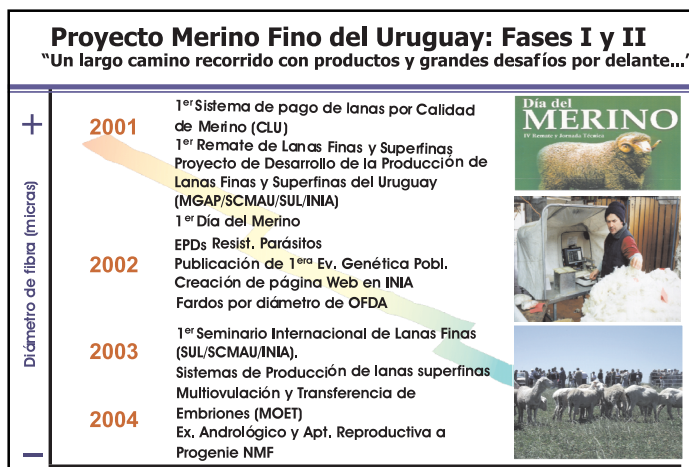 Proyecto Merino Fino del Uruguay: Fases I y II
“Un largo camino recorrido con productos y grandes desafíos por delante...”
+
Diámetro de fibra (micras)
–
2001
1er Sistema de pago de lanas por Calidad
de Merino (CLU)
1er Remate de Lanas Finas y Superfinas
Proyecto de Desarrollo de la Producción de
Lanas Finas y Superfinas del Uruguay
(MGAP/SCMAU/SUL/INIA)
1er Día del Merino
2002
EPDs Resist. Parásitos
Publicación de 1era Ev. Genética Pobl.
Creación de página Web en INIA
Fardos por diámetro de OFDA
2003
1er Seminario Internacional de Lanas Finas
(SUL/SCMAU/INIA).
Sistemas de Producción de lanas superfinas
2004
Multiovulación y Transferencia de
Embriones (MOET)
Ex. Andrológico y Apt. Reproductiva a
Progenie NMF
Día del
MERINO
IV Remate y Jornada Técnica